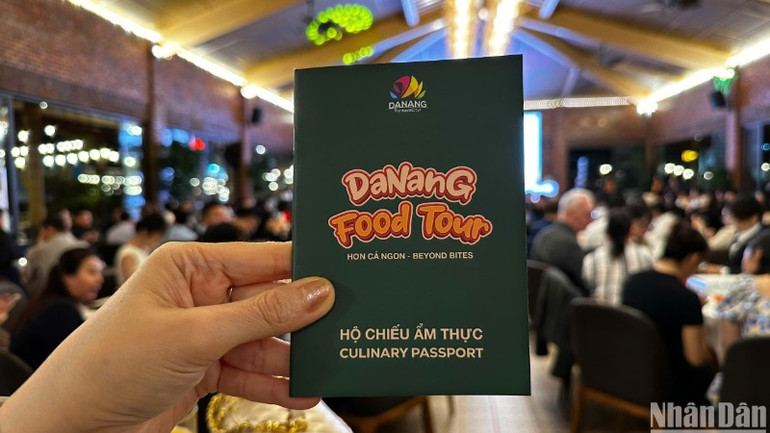 DANANG
DaNanG
Food Tour
HƠN CẢ NGON - BEYOND BITES
HỘ CHIẾU ẨM THỰC
CULINARY PASSPORT
NhânDân